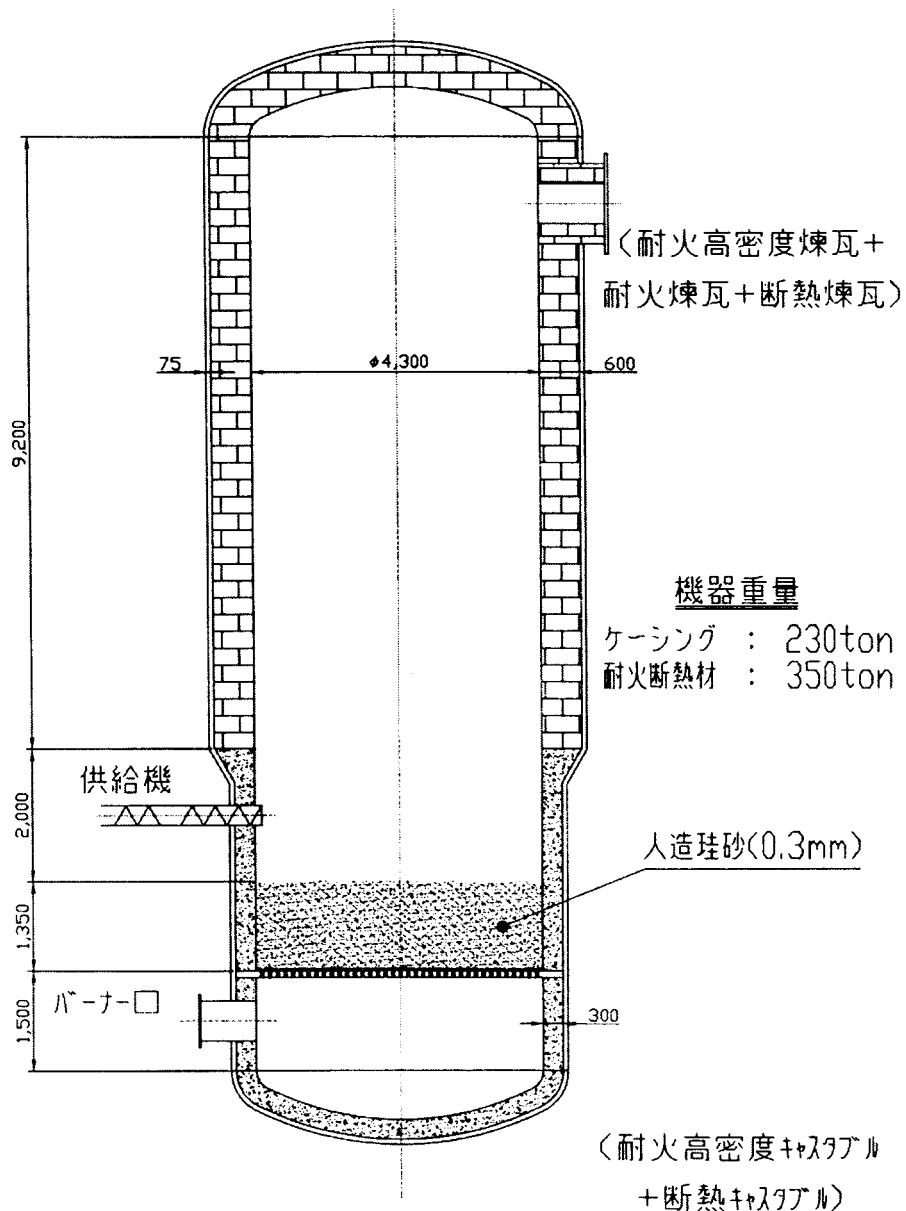 (耐火高密度煉瓦+
耐火煉瓦+断熱煉瓦)
75
φ4,300
600
9,200
機器重量
ケーシング : 230ton
耐火断熱材 : 350ton
供給機
2,000
人造珪砂(0.3mm)
1,350
バーナー口
1,500
300
(耐火高密度キャスタブル
+断熱キャスタブル)